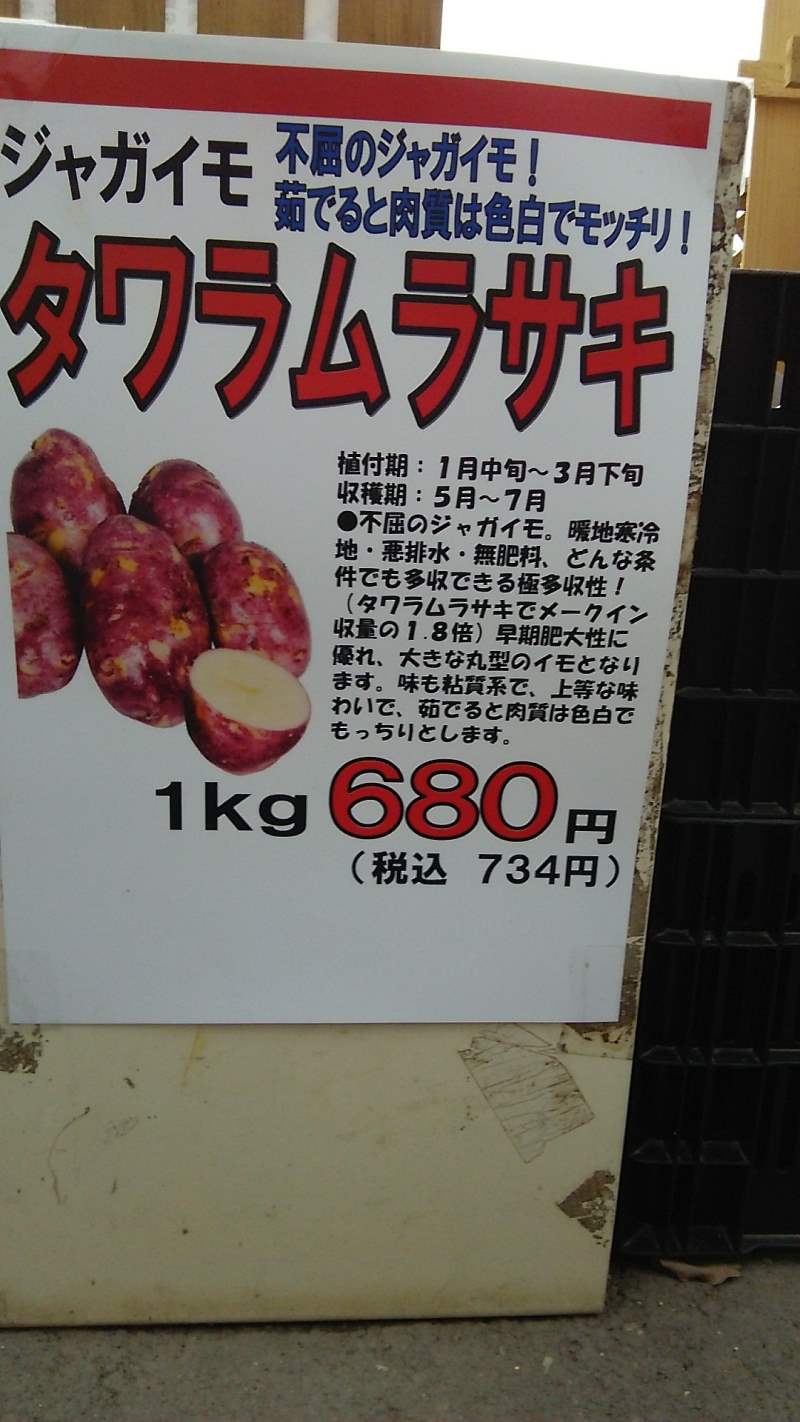 ジャガイモ
不屈のジャガイモ！
茹でると肉質は色白でモッチリ！
タワラムラサキ
植付期：１月中旬～３月下旬
収穫期：５月～７月
●不屈のジャガイモ。暖地寒冷
地・悪排水・無肥料、どんな条
件でも多収できる極多収性！
（タワラムラサキでメークイン
収量の１.８倍）早期肥大性に
優れ、大きな丸型のイモとなり
ます。味も粘質系で、上等な味
わいで、茹でると肉質は色白で
もっちりとします。
１kg 680円
（税込 734円）